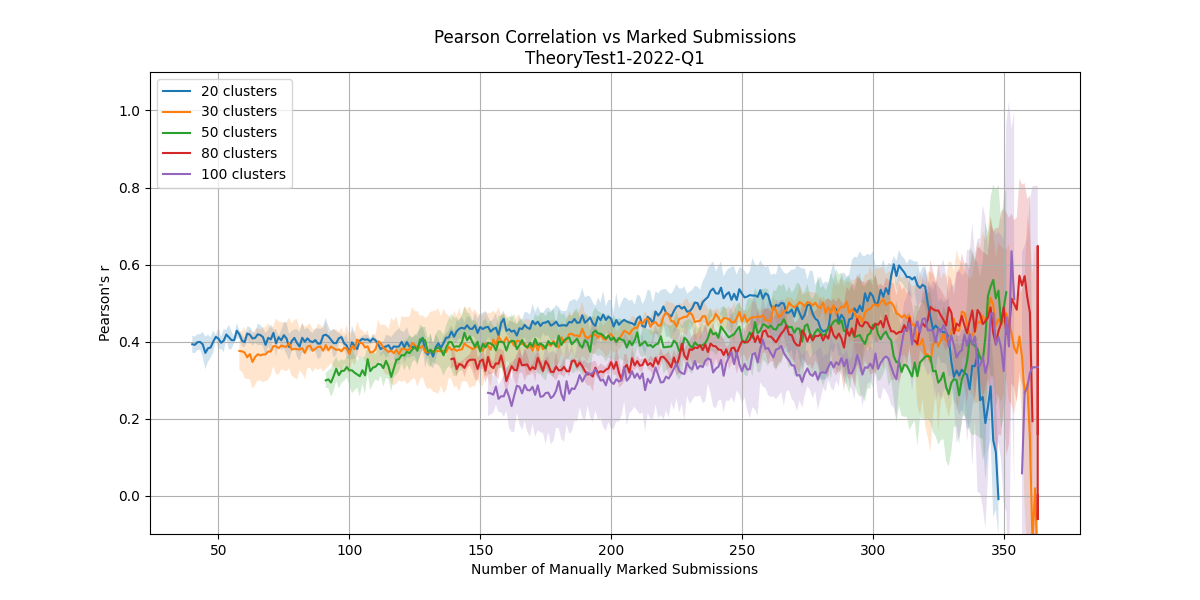 Pearson Correlation vs Marked Submissions
TheoryTest1-2022-Q1
20 clusters
30 clusters
50 clusters
80 clusters
100 clusters
Pearson's r
1.0
0.8
0.6
0.4
0.2
0.0
50 100 150 200 250 300 350
Number of Manually Marked Submissions